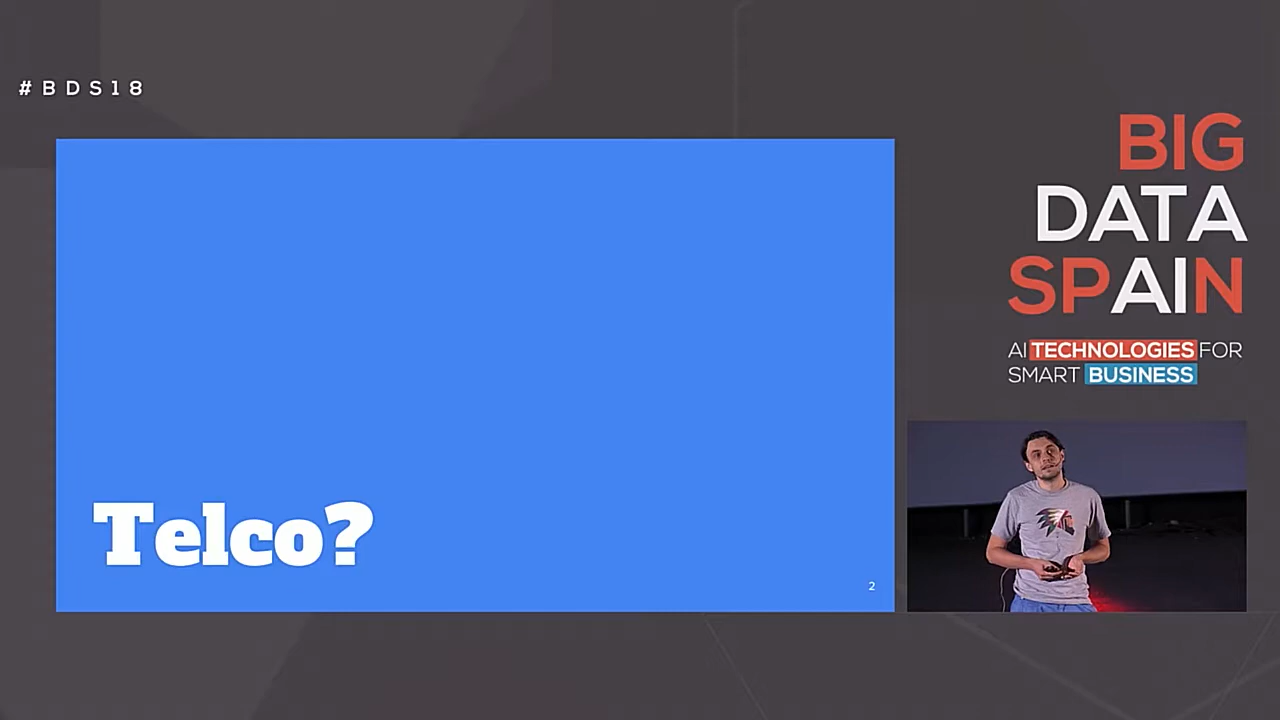 #BDS18
BIG
DATA
SPAIN
AI TECHNOLOGIES FOR
SMART BUSINESS
Telco?
2